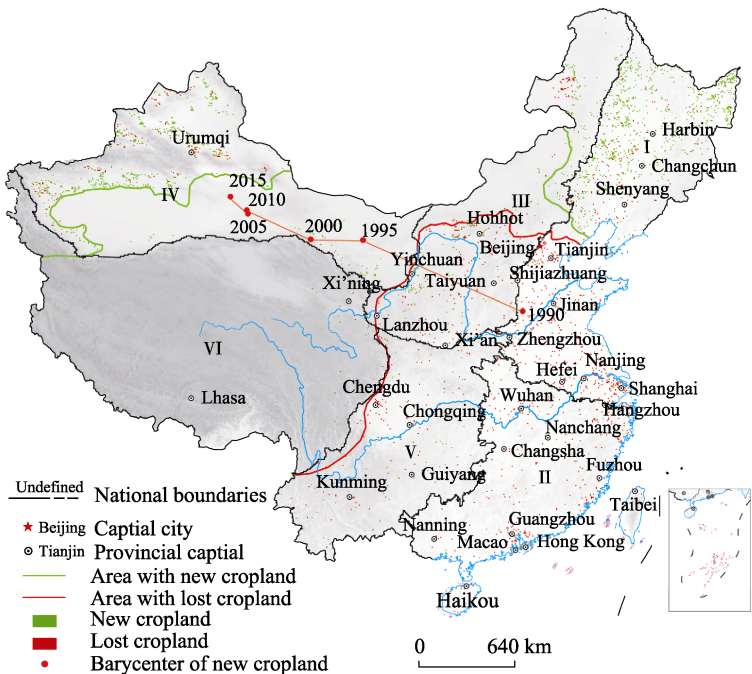 Harbin
I
Changchun
Urumqi
Shenyang
IV
2015
III
2010
2005
Hohhot
2000
1995
Beijing
Tianjin
Yinchuan
Shijiazhuang
Taiyuan
Xi'ning
Jinan
1990
Lanzhou
Xi'an
Zhengzhou
VI
Nanjing
Hefei
Shanghai
Chengdu
Lhasa
Wuhan
Hangzhou
Chongqing
Nanchang
V
Changsha
Fuzhou
Guiyang
II
Kunming
Taibei
Guangzhou
Nanning
Macao
Hong Kong
Haikou
Undefined
National boundaries
Beijing Captial city
Tianjin Provincial captial
Area with new cropland
Area with lost cropland
New cropland
Lost cropland
Barycenter of new cropland
0 640 km